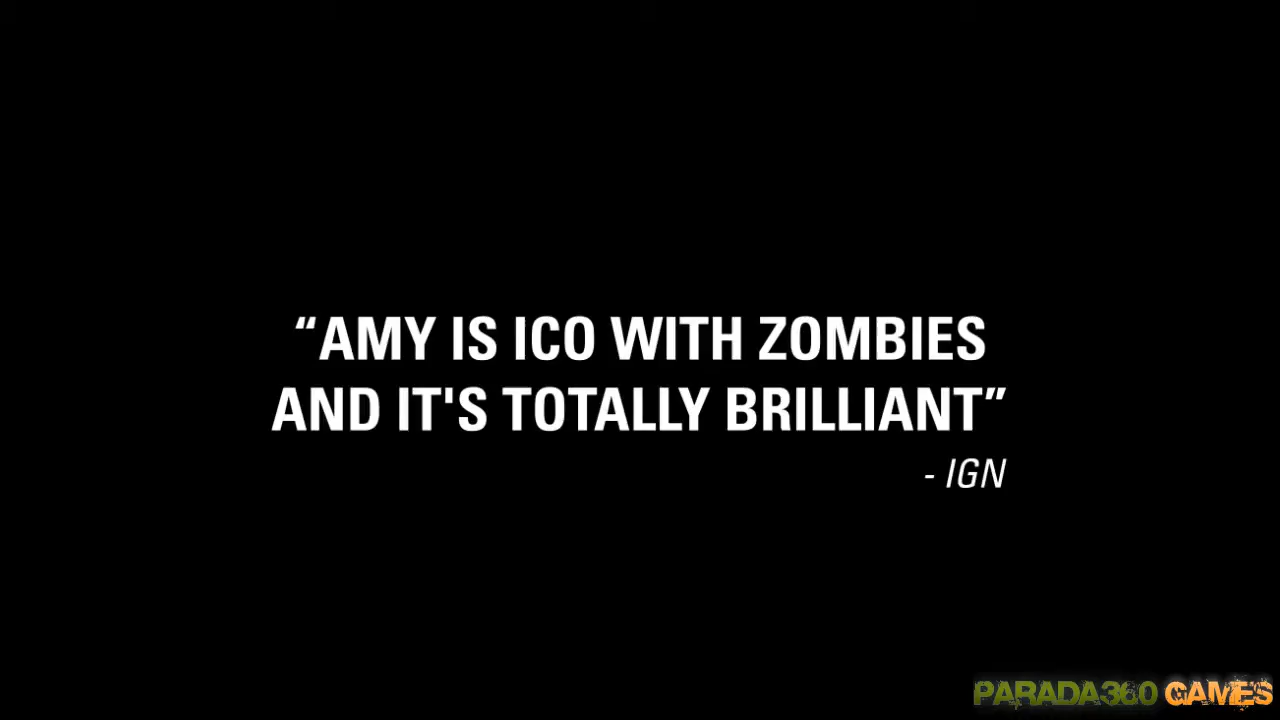 “AMY IS ICO WITH ZOMBIES
AND IT'S TOTALLY BRILLIANT”
- IGN
PARADA360 GAMES